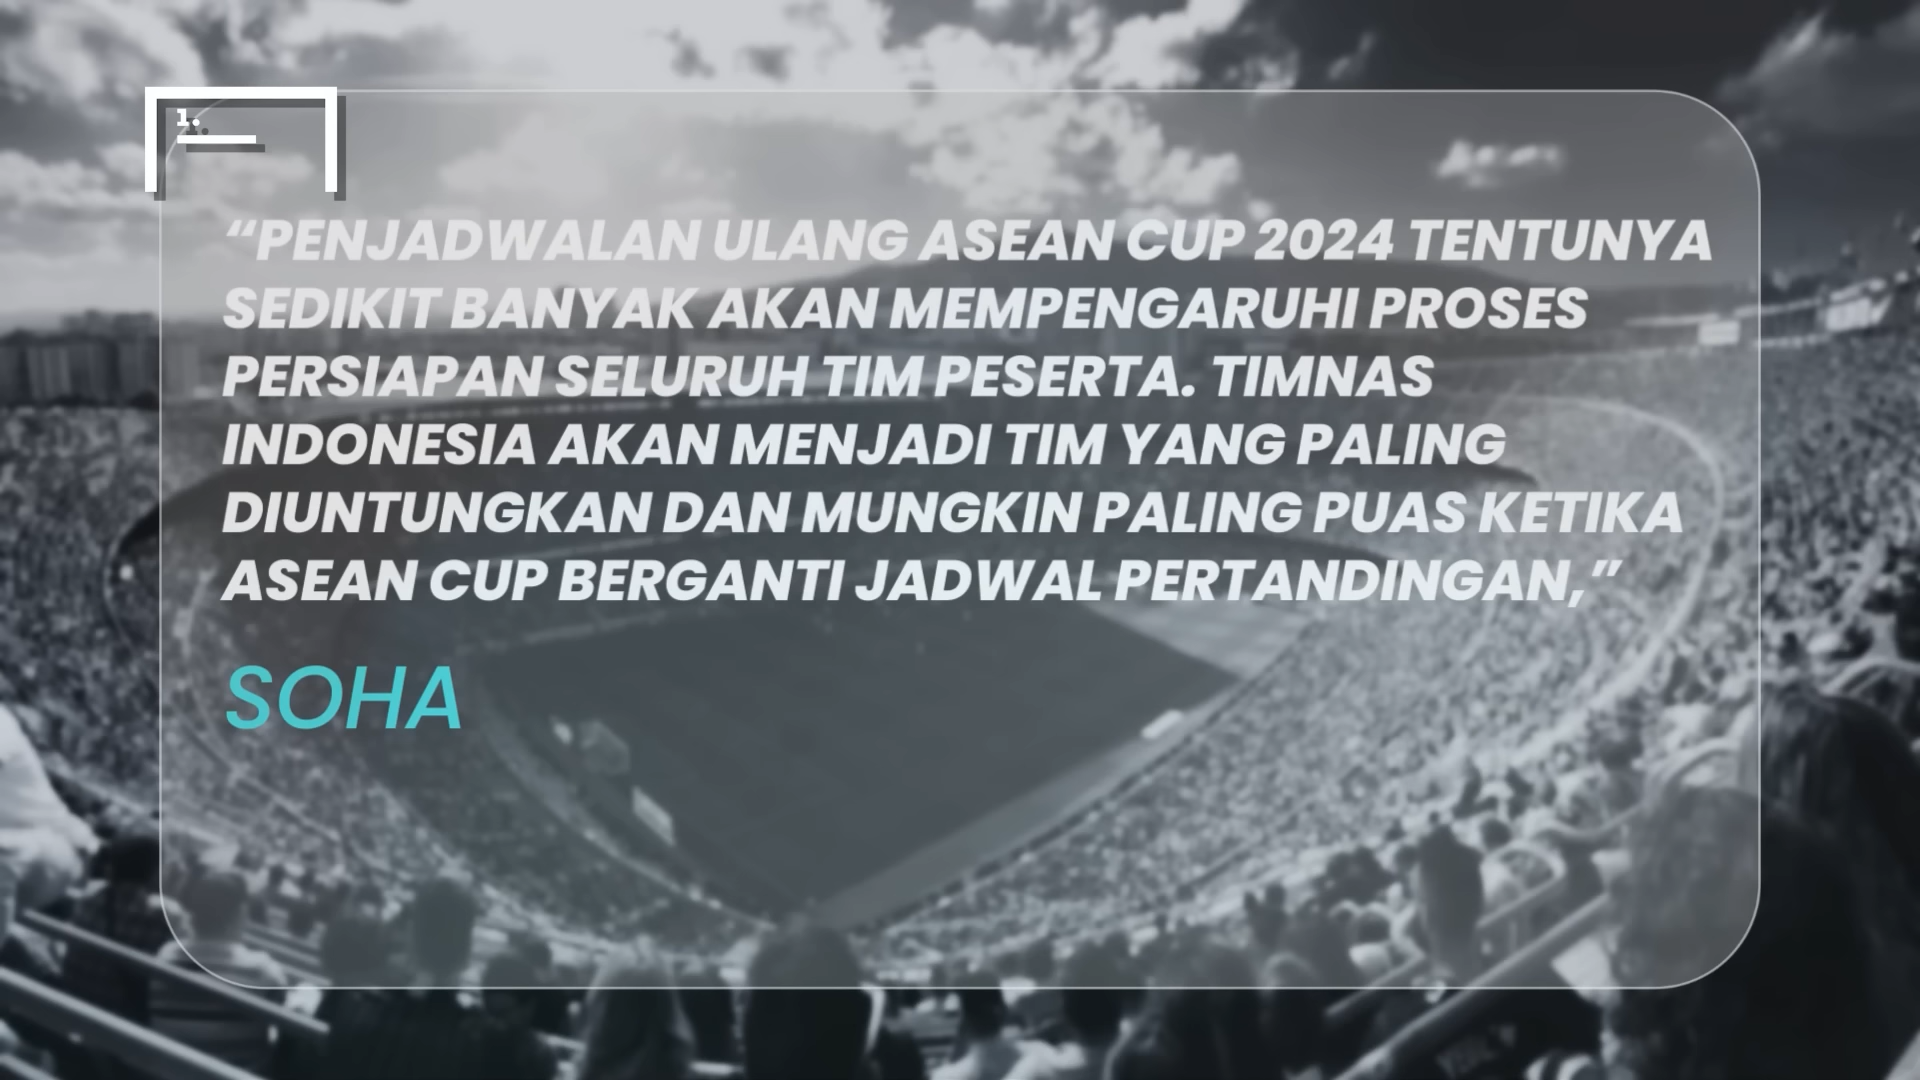 1.
“PENJADWALAN ULANG ASEAN CUP 2024 TENTUNYA
SEDIKIT BANYAK AKAN MEMPENGARUHI PROSES
PERSIAPAN SELURUH TIM PESERTA. TIMNAS
INDONESIA AKAN MENJADI TIM YANG PALING
DIUNTUNGKAN DAN MUNGKIN PALING PUAS KETIKA
ASEAN CUP BERGANTI JADWAL PERTANDINGAN,”
SOHA